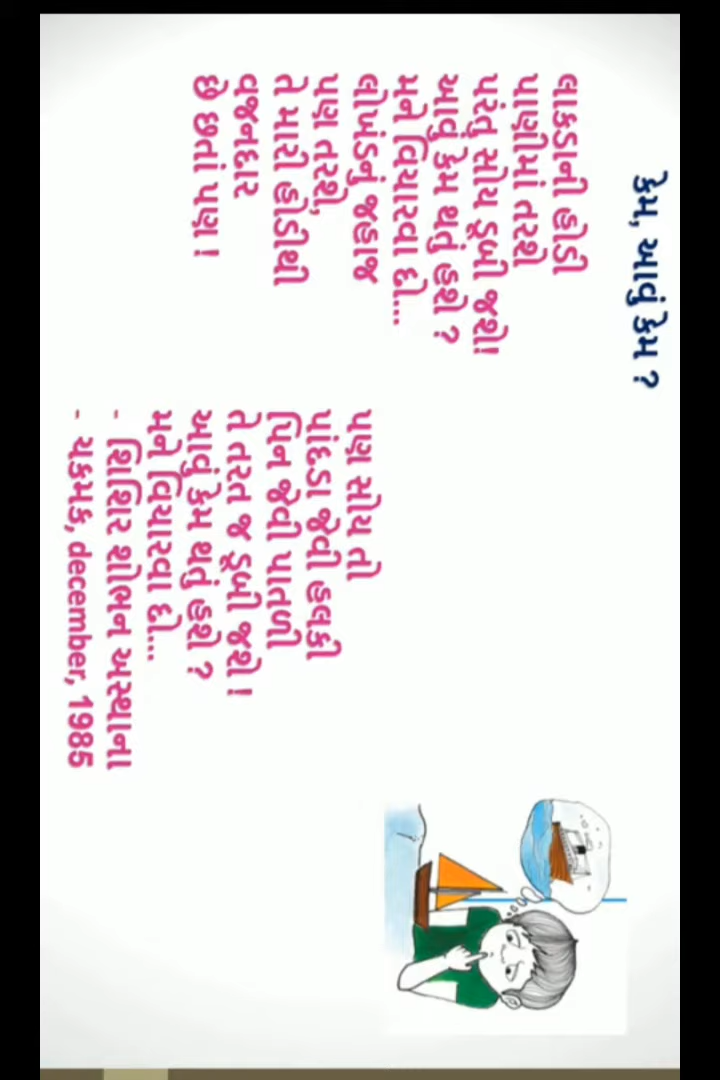 કેમ, આવું કેમ ?
લાકડાની હોડી
પાણીમાં તરશે
પરંતુ સોય ડૂબી જશે!
આવું કેમ થતું હશે ?
મને વિચારવા દો...
લોખંડનું જહાજ
પણ તરશે,
તે મારી હોડીથી
વજનદાર
છે છતાં પણ !
પણ સોય તો
પાંદડા જેવી હલકી
પિન જેવી પાતળી
તે તરત જ ડૂબી જશે !
આવું કેમ થતું હશે ?
મને વિચારવા દો...
- શિશિર શોભન અસ્થાના
- ચકમક, december, 1985